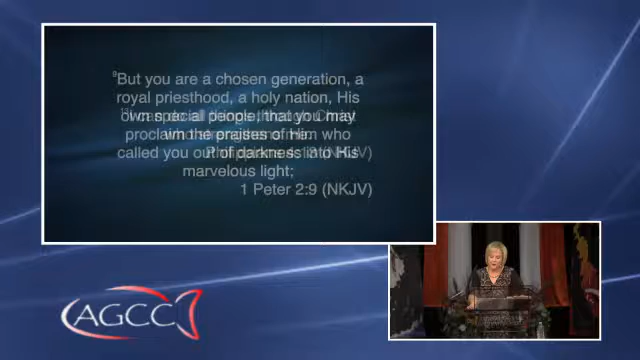 ⁹But you are a chosen generation, a
royal priesthood, a holy nation, His
own special people, that you may
proclaim the praises of Him who
called you out of darkness into His
marvelous light;
1 Peter 2:9 (NKJV)
AGCC